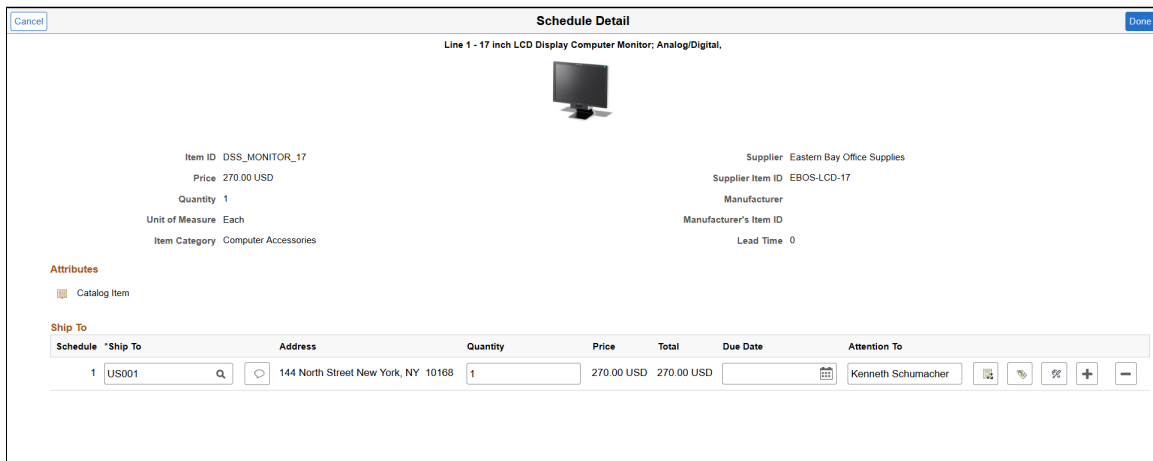 Cancel
Schedule Detail
Done
Line 1 - 17 inch LCD Display Computer Monitor; Analog/Digital,
Item ID DSS_MONITOR_17
Supplier Eastern Bay Office Supplies
Price 270.00 USD
Supplier Item ID EBOS-LCD-17
Quantity 1
Manufacturer
Unit of Measure Each
Manufacturer's Item ID
Item Category Computer Accessories
Lead Time 0
Attributes
Catalog Item
Ship To
Schedule *Ship To Address Quantity Price Total Due Date Attention To
1 US001 144 North Street New York, NY 10168 1 270.00 USD 270.00 USD Kenneth Schumacher